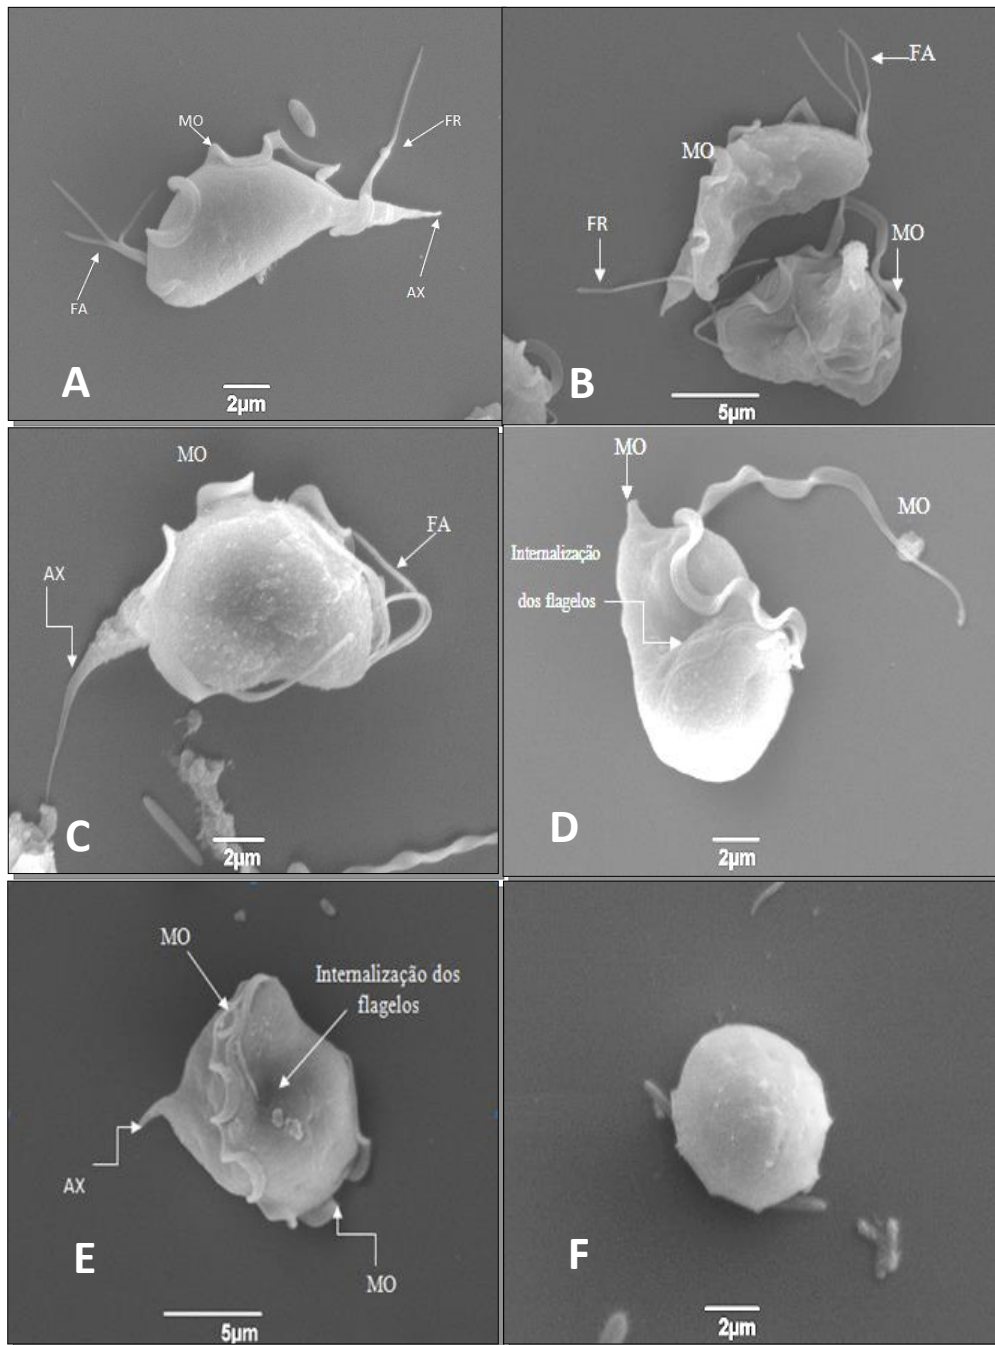 MO
FR
FA
AX
A
2µm
FA
MO
FR
MO
B
5µm
MO
FA
AX
C
2µm
MO
MO
Internalização
dos flagelos
D
2µm
MO
Internalização dos
flagelos
AX
MO
E
5µm
F
2µm